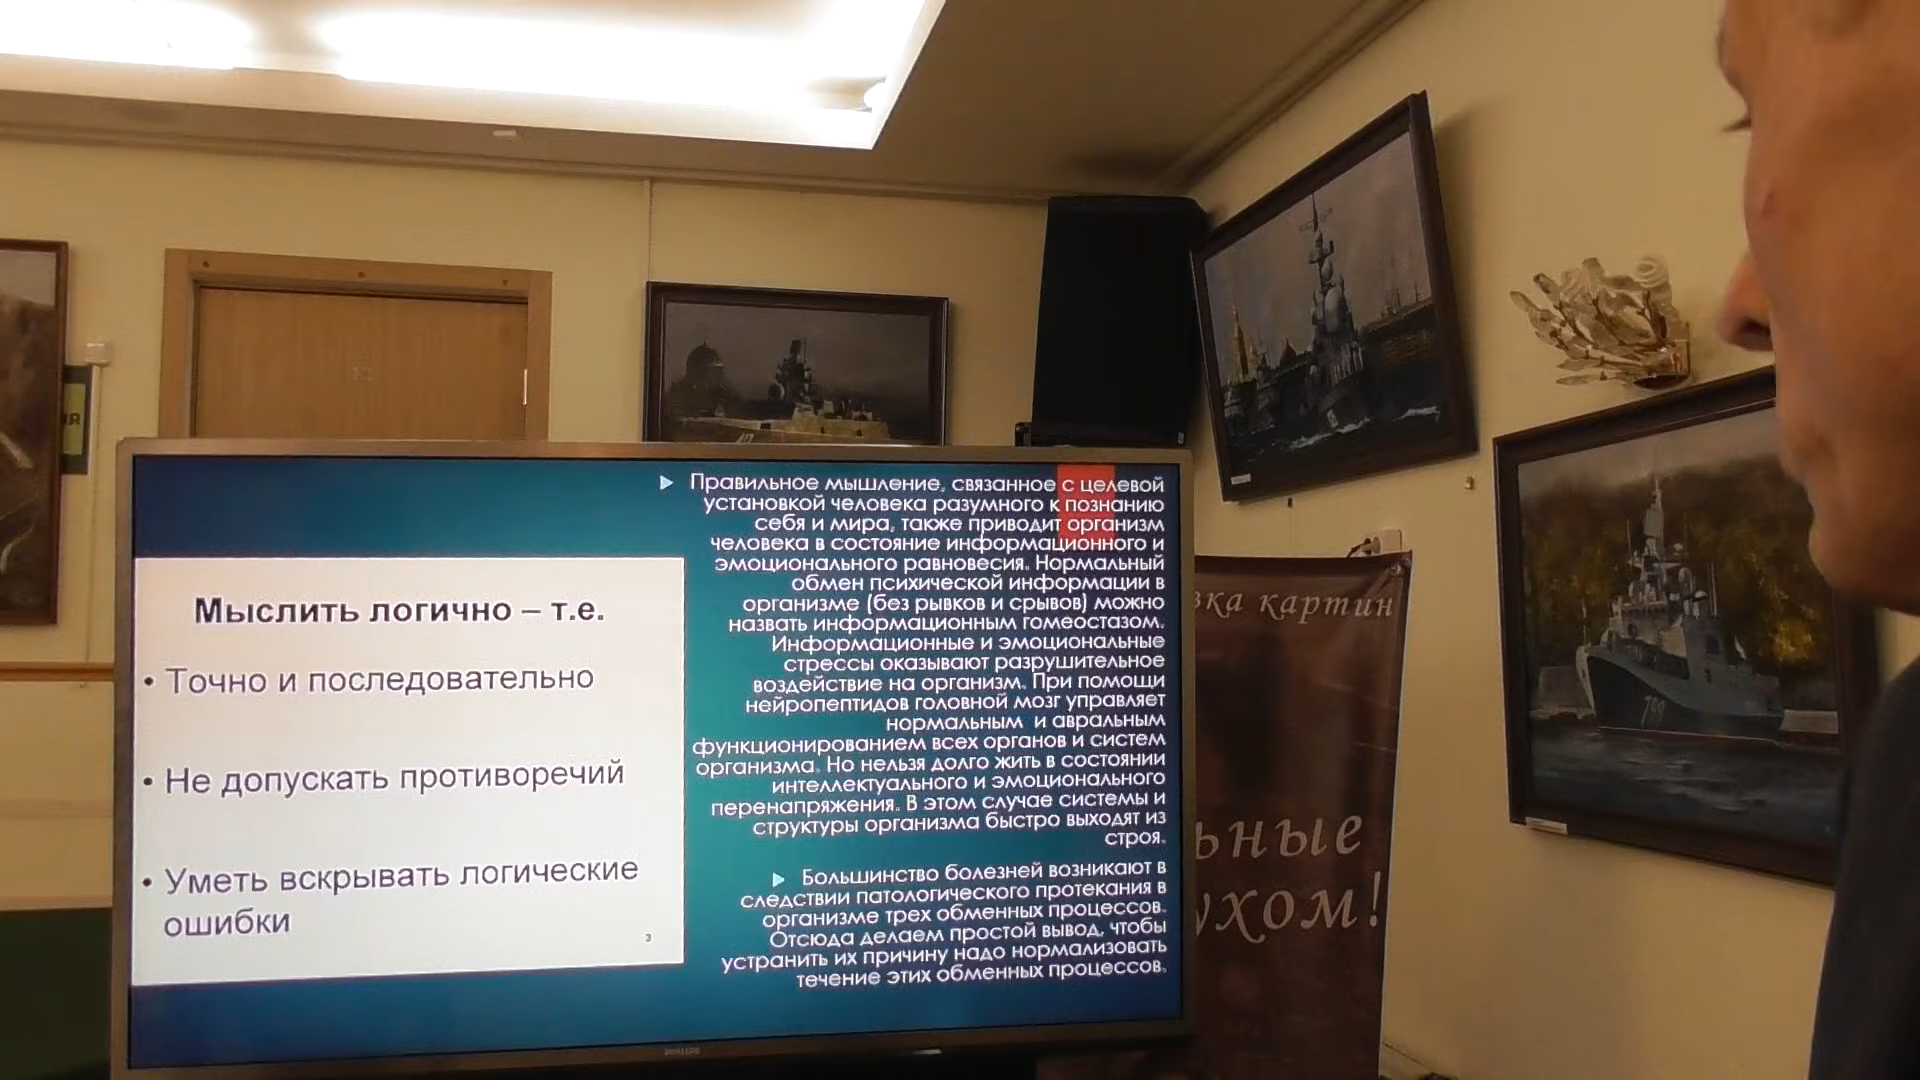 Мыслить логично – т.е.
• Точно и последовательно
• Не допускать противоречий
• Уметь вскрывать логические
ошибки
3
Правильное мышление, связанное с целевой
установкой человека разумного к познанию
себя и мира, также приводит организм
человека в состояние информационного и
эмоционального равновесия. Нормальный
обмен психической информации в
организме (без рывков и срывов) можно
назвать информационным гомеостазом.
Информационные и эмоциональные
стрессы оказывают разрушительное
воздействие на организм. При помощи
нейропептидов головной мозг управляет
нормальным и авральным
функционированием всех органов и систем
организма. Но нельзя долго жить в состоянии
интеллектуального и эмоционального
перенапряжения. В этом случае системы и
структуры организма быстро выходят из
строя.
Большинство болезней возникают в
следствии патологического протекания в
организме трех обменных процессов.
Отсюда делаем простой вывод, чтобы
устранить их причину надо нормализовать
течение этих обменных процессов.
PHILIPS
вка картин
ьные
ухом!